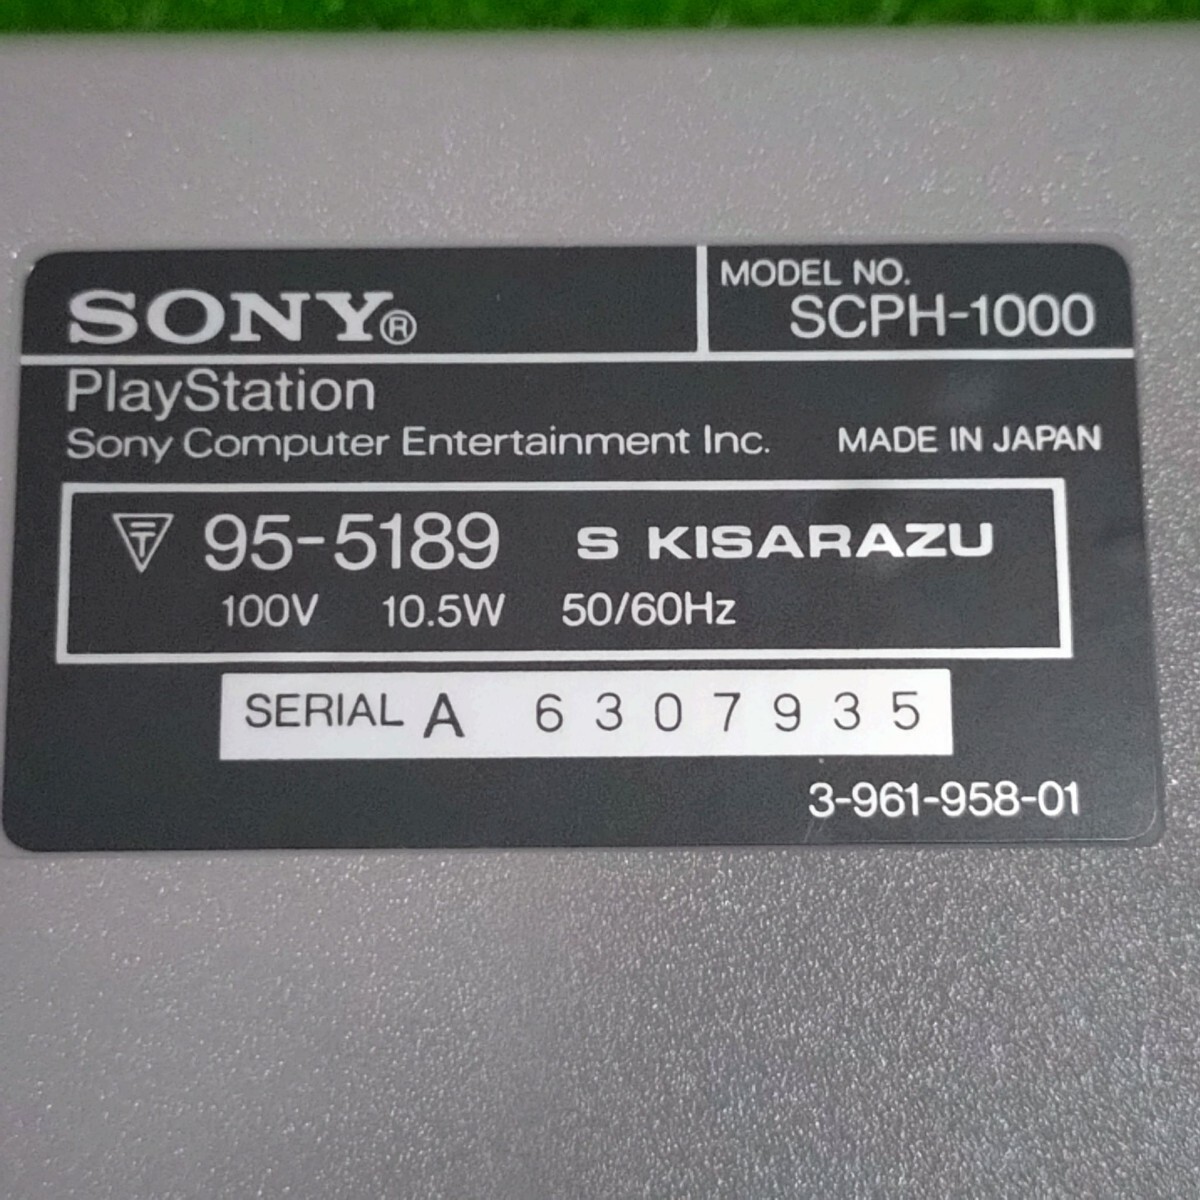 SONY®
MODEL NO.
SCPH-1000
PlayStation
Sony Computer Entertainment Inc. MADE IN JAPAN
〒 95-5189 S KISARAZU
100V 10.5W 50/60Hz
SERIAL A 6307935
3-961-958-01